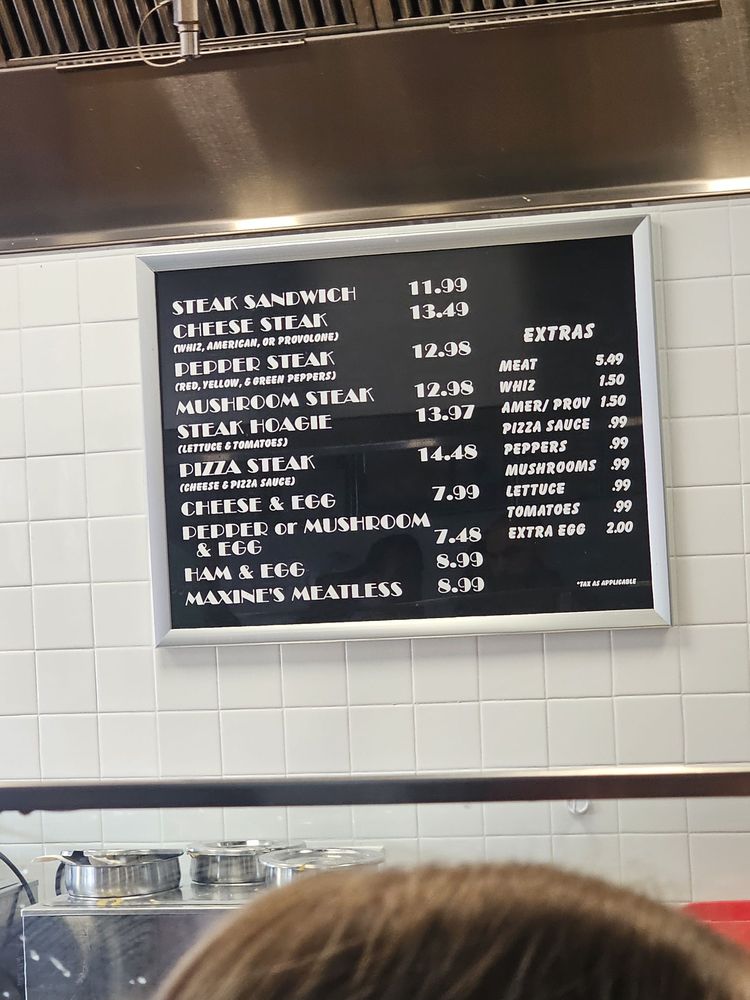 STEAK SANDWICH 11.99
CHEESE STEAK 13.49
(WHIZ, AMERICAN, OR PROVOLONE)
PEPPER STEAK 12.98
(RED, YELLOW, & GREEN PEPPERS)
MUSHROOM STEAK 12.98
STEAK HOAGIE 13.97
(LETTUCE & TOMATOES)
PIZZA STEAK 14.48
(CHEESE & PIZZA SAUCE)
CHEESE & EGG 7.99
PEPPER or MUSHROOM
& EGG 7.48
HAM & EGG 8.99
MAXINE'S MEATLESS 8.99
EXTRAS
MEAT 5.49
WHIZ 1.50
AMER/ PROV 1.50
PIZZA SAUCE .99
PEPPERS .99
MUSHROOMS .99
LETTUCE .99
TOMATOES .99
EXTRA EGG 2.00
*TAX AS APPLICABLE